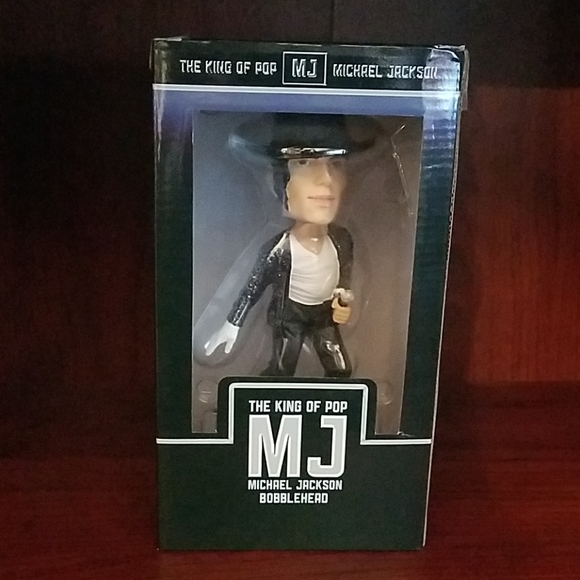 THE KING OF POP MJ MICHAEL JACKSON
THE KING OF POP
MJ
MICHAEL JACKSON
BOBBLEHEAD